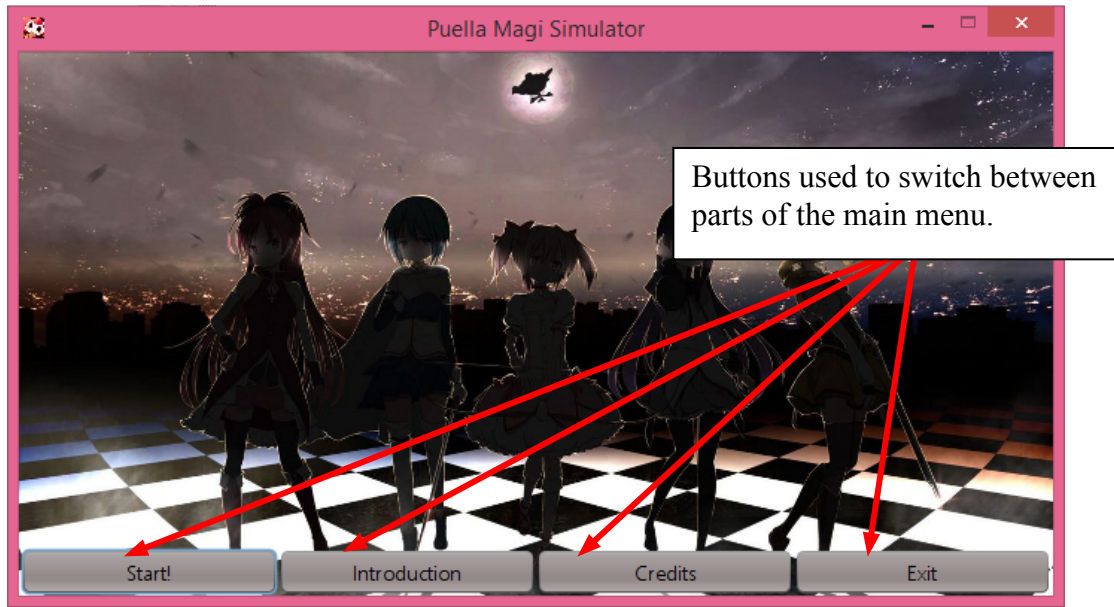 Puella Magi Simulator
Buttons used to switch between
parts of the main menu.
Start!
Introduction
Credits
Exit